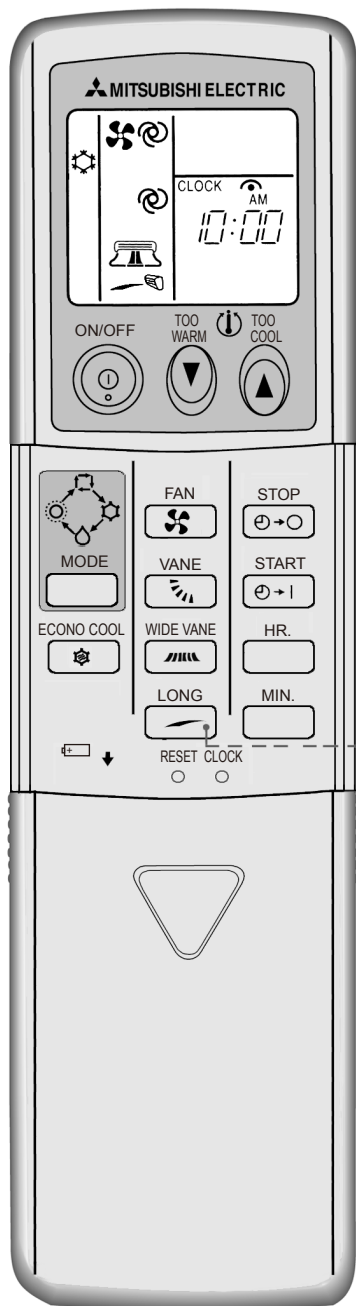 MITSUBISHI ELECTRIC
CLOCK
AM
10:00
ON/OFF
TOO WARM
TOO COOL
MODE
FAN
STOP
VANE
START
ECONO COOL
WIDE VANE
HR.
LONG
MIN.
RESET CLOCK